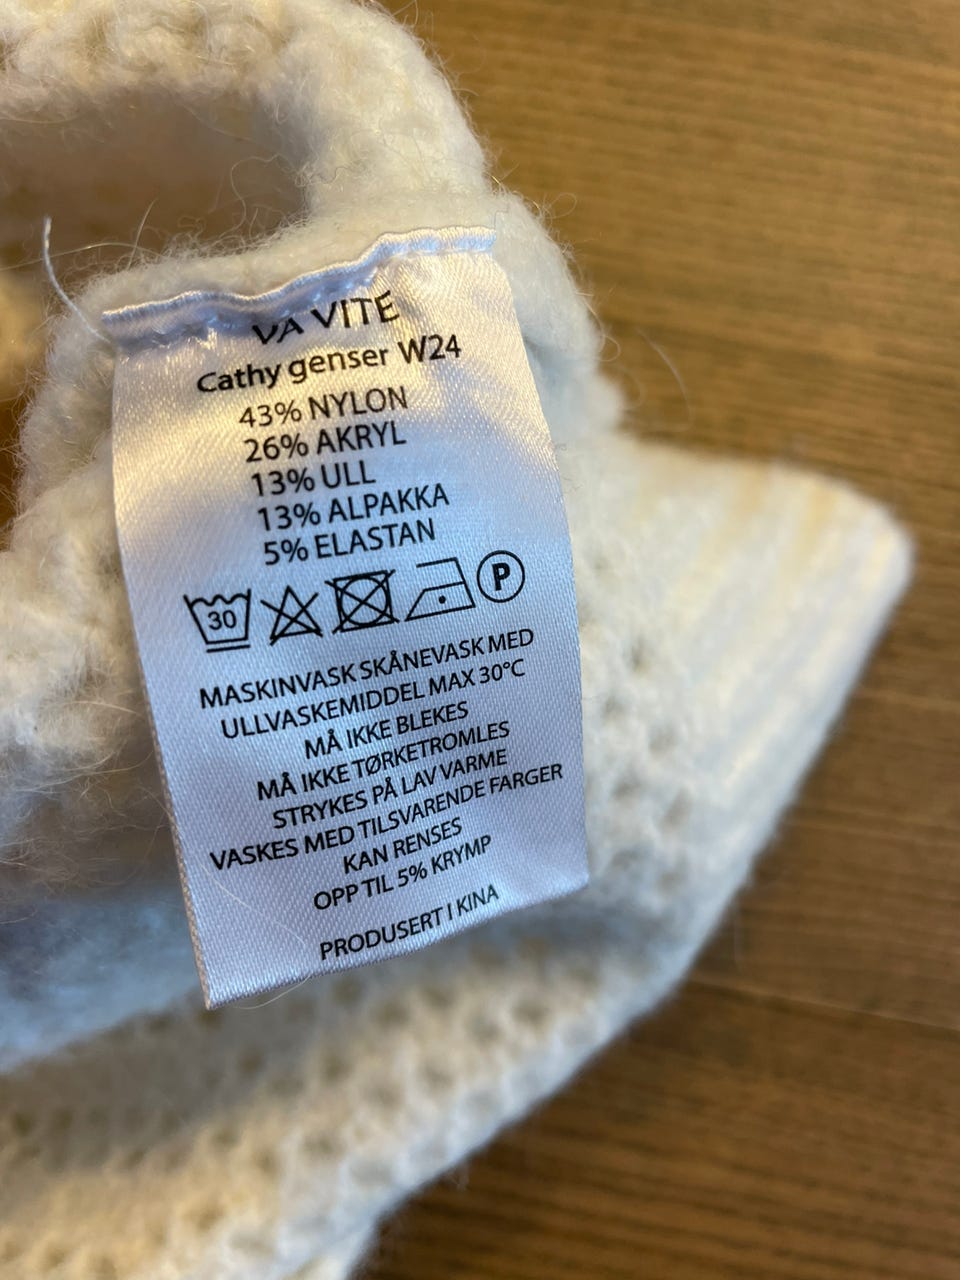 VA VITE
Cathy genser W24
43% NYLON
26% AKRYL
13% ULL
13% ALPAKKA
5% ELASTAN
30 P
MASKINVASK SKÅNEVASK MED
ULLVASKEMIDDEL MAX 30°C
MÅ IKKE BLEKES
MÅ IKKE TØRKETROMLES
STRYKES PÅ LAV VARME
VASKES MED TILSVARENDE FARGER
KAN RENSES
OPP TIL 5% KRYMP
PRODUSERT I KINA